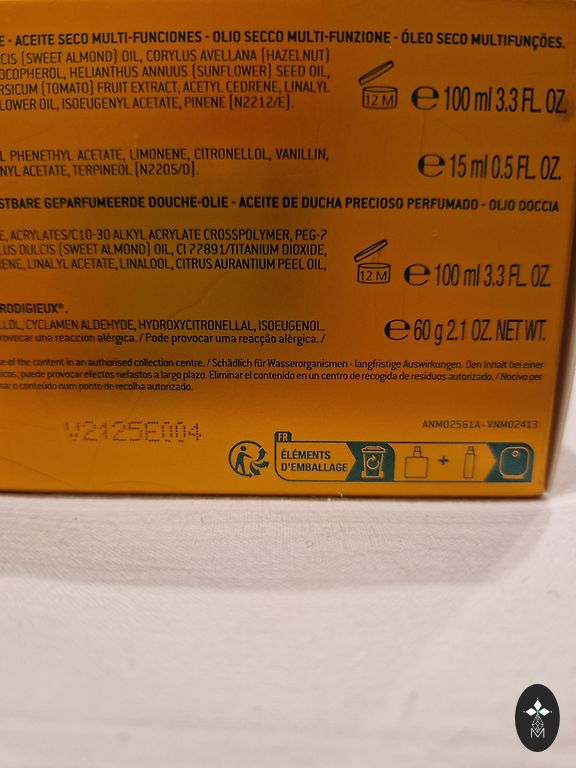 - ACEITE SECO MULTI-FUNCIONES - OLIO SECCO MULTI-FUNZIONE - ÓLEO SECO MULTIFUNÇÕES.
CIS (SWEET ALMOND) OIL, CORYLUS AVELLANA (HAZELNUT)
OCOPHEROL, HELIANTHUS ANNUUS (SUNFLOWER) SEED OIL,
RSICUM (TOMATO) FRUIT EXTRACT, ACETYL CEDRENE, LINALYL
LOWER OIL, ISOEUGENYL ACETATE, PINENE [N2212/E].
12 M
e 100 ml 3.3 FL. OZ.
L PHENETHYL ACETATE, LIMONENE, CITRONELLOL, VANILLIN,
NYL ACETATE, TERPINEOL [N2205/D].
e 15 ml 0.5 FL. OZ.
STBARE GEPARFUMEERDE DOUCHE-OLIE - ACEITE DE DUCHA PRECIOSO PERFUMADO - OLIO DOCCIA
E, ACRYLATES/C10-30 ALKYL ACRYLATE CROSSPOLYMER, PEG-7
LUS DULCIS (SWEET ALMOND) OIL, CI 77891/TITANIUM DIOXIDE,
RENE, LINALYL ACETATE, LINALOOL, CITRUS AURANTIUM PEEL OIL,
12 M
e 100 ml 3.3 FL. OZ.
RODIGIEUX®.
LLOL, CYCLAMEN ALDEHYDE, HYDROXYCITRONELLAL, ISOEUGENOL.
rovocar una reacción alérgica. / Pode provocar uma reacção alérgica. /
e 60 g 2.1 OZ. NET WT.
se of the content in an authorised collection centre. / Schädlich für Wasserorganismen - langfristige Auswirkungen. Den Inhalt bei einer
icos, puede provocar efectos nefastos a largo plazo. Eliminar el contenido en un centro de recogida de residuos autorizado. / Nocivo per
nar o conteúdo num ponto de recolha autorizado.
V2125E004
ANM02561A - VNM02413
FR
ÉLÉMENTS
D'EMBALLAGE
+
M